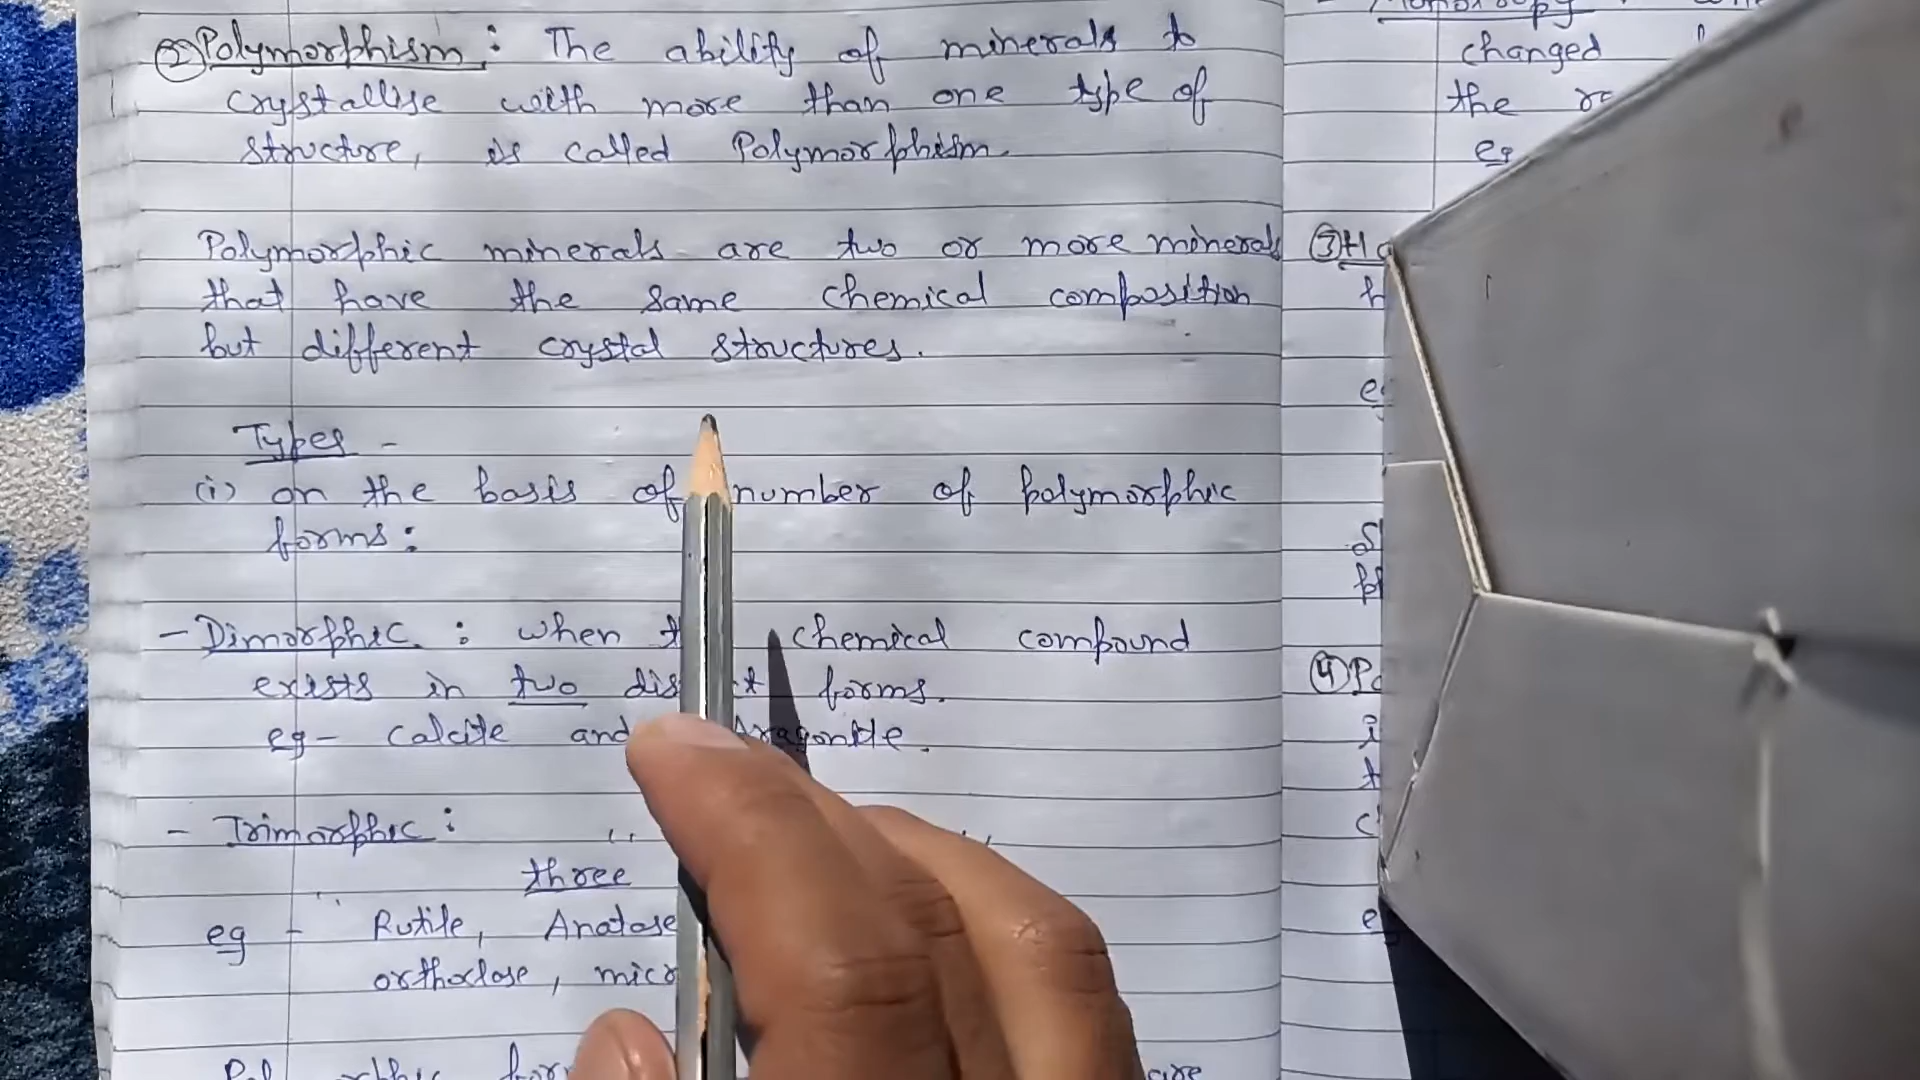 ② Polymorphism : The ability of minerals to
crystallise with more than one type of
structure, is called Polymorphism.
Polymorphic minerals are two or more minerals
that have the same chemical composition
but different crystal structures.
Types -
(i) on the basis of number of polymorphic
forms :
- Dimorphic : when chemical compound
exists in two forms.
eg - calcite and Aragonite.
- Trimorphic : ,, ,,
three
eg - Rutile, Anatase
orthoclase,
are
changed
the
eg
③
④